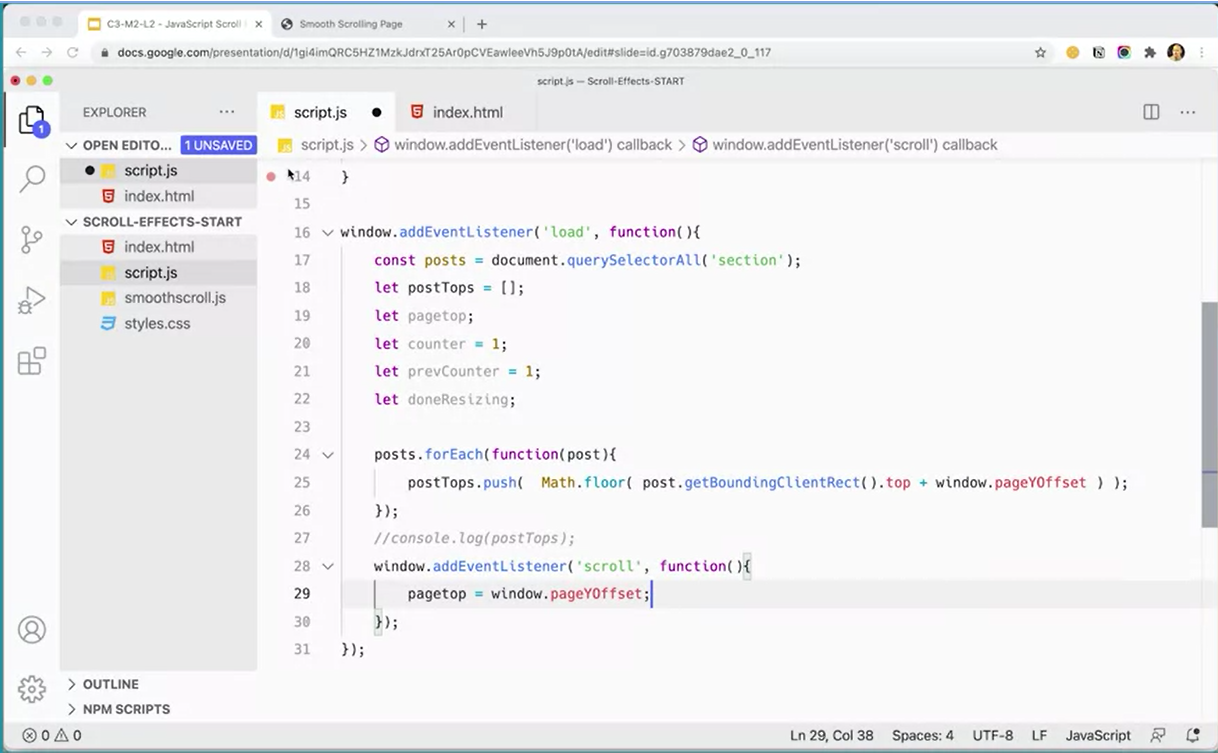 C3-M2-L2 - JavaScript Scroll
Smooth Scrolling Page
docs.google.com/presentation/d/1gi4imQRC5HZ1MzkJdrxT25Ar0pCVEawleeVh5J9p0tA/edit#slide=id.g703879dae2_0_117
script.js — Scroll-Effects-START
EXPLORER
script.js
index.html
OPEN EDITO... 1 UNSAVED
script.js > window.addEventListener('load') callback > window.addEventListener('scroll') callback
script.js
index.html
SCROLL-EFFECTS-START
index.html
script.js
smoothscroll.js
styles.css
1
14 }
15
16 window.addEventListener('load', function(){
17 const posts = document.querySelectorAll('section');
18 let postTops = [];
19 let pagetop;
20 let counter = 1;
21 let prevCounter = 1;
22 let doneResizing;
23
24 posts.forEach(function(post){
25 postTops.push( Math.floor( post.getBoundingClientRect().top + window.pageYOffset ) );
26 });
27 //console.log(postTops);
28 window.addEventListener('scroll', function(){
29 pagetop = window.pageYOffset;
30 });
31 });
OUTLINE
NPM SCRIPTS
0 0 Ln 29, Col 38 Spaces: 4 UTF-8 LF JavaScript